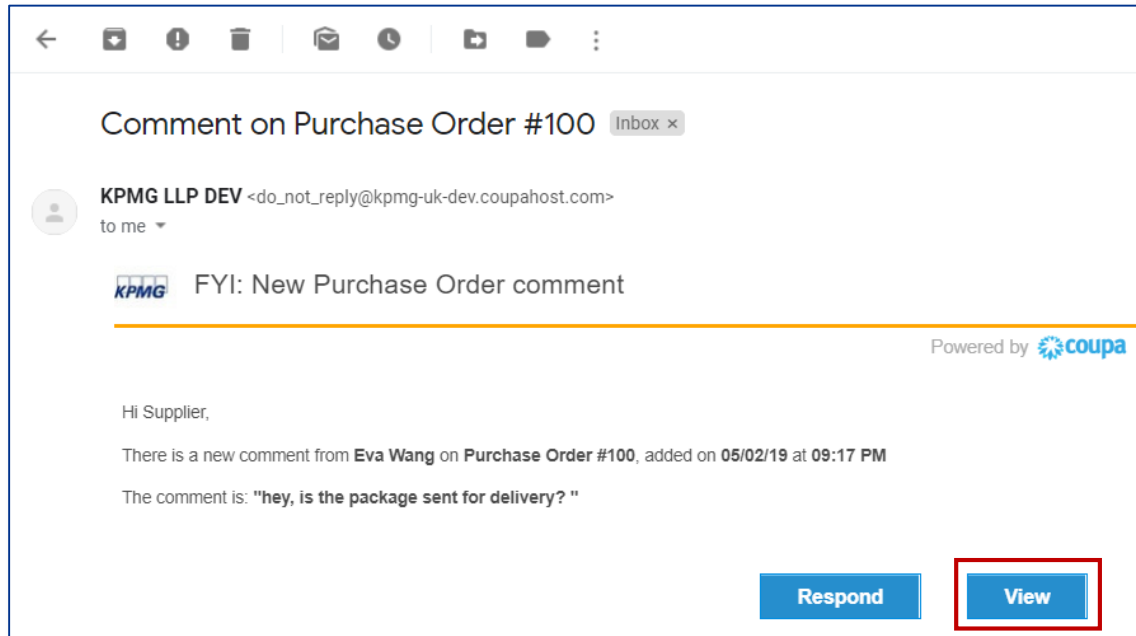 Comment on Purchase Order #100 Inbox ×
KPMG LLP DEV <do_not_reply@kpmg-uk-dev.coupahost.com>
to me
KPMG FYI: New Purchase Order comment
Powered by coupa
Hi Supplier,
There is a new comment from Eva Wang on Purchase Order #100, added on 05/02/19 at 09:17 PM
The comment is: "hey, is the package sent for delivery? "
Respond View